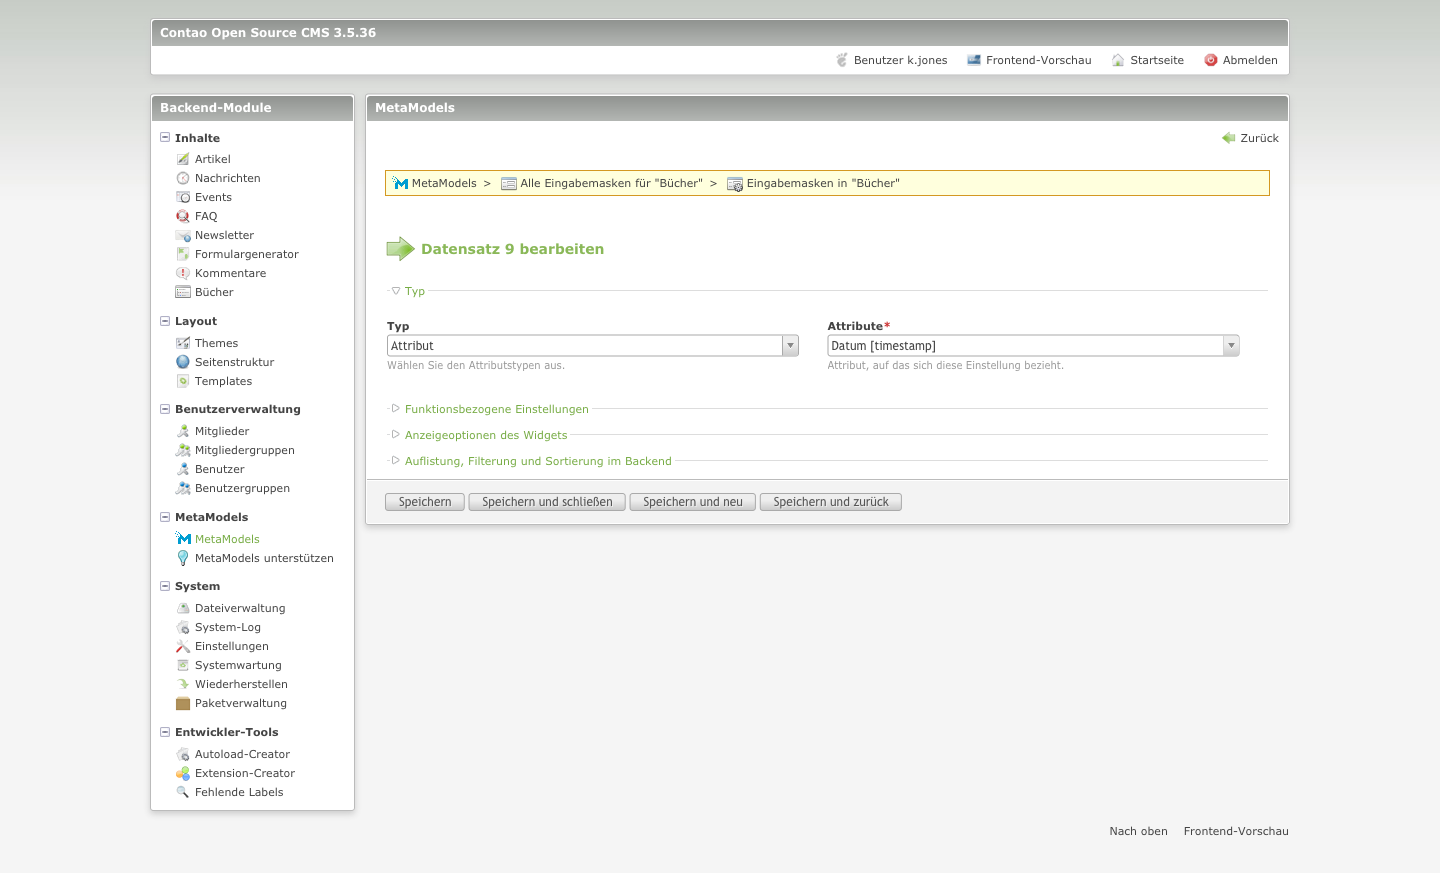 Contao Open Source CMS 3.5.36
Benutzer k.jones Frontend-Vorschau Startseite Abmelden
Backend-Module
Inhalte
Artikel
Nachrichten
Events
FAQ
Newsletter
Formulargenerator
Kommentare
Bücher
Layout
Themes
Seitenstruktur
Templates
Benutzerverwaltung
Mitglieder
Mitgliedergruppen
Benutzer
Benutzergruppen
MetaModels
MetaModels
MetaModels unterstützen
System
Dateiverwaltung
System-Log
Einstellungen
Systemwartung
Wiederherstellen
Paketverwaltung
Entwickler-Tools
Autoload-Creator
Extension-Creator
Fehlende Labels
MetaModels
Zurück
MetaModels > Alle Eingabemasken für "Bücher" > Eingabemasken in "Bücher"
Datensatz 9 bearbeiten
Typ
Typ
Attribut
Wählen Sie den Attributstypen aus.
Attribute*
Datum [timestamp]
Attribut, auf das sich diese Einstellung bezieht.
Funktionsbezogene Einstellungen
Anzeigeoptionen des Widgets
Auflistung, Filterung und Sortierung im Backend
Speichern Speichern und schließen Speichern und neu Speichern und zurück
Nach oben Frontend-Vorschau